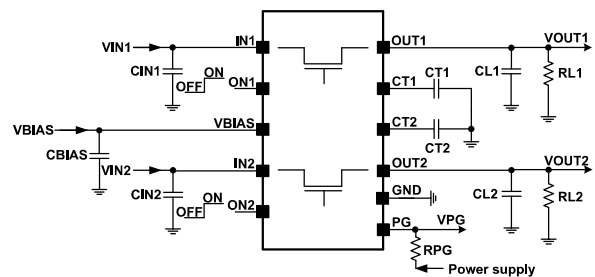 VIN1
IN1
CIN1
OFF
ON
ON1
VBIAS
VBIAS
CBIAS
VIN2
IN2
CIN2
OFF
ON
ON2
OUT1
VOUT1
CL1
RL1
CT1
CT1
CT2
CT2
OUT2
VOUT2
CL2
RL2
GND
PG
VPG
RPG
Power supply